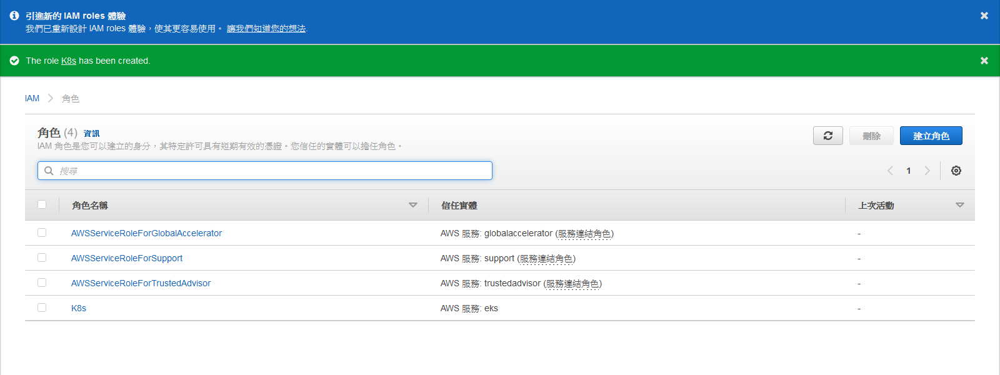 引進新的 IAM roles 體驗
我們已重新設計 IAM roles 體驗，使其更容易使用。 讓我們知道您的想法.
The role K8s has been created.
IAM 角色
角色 (4) 資訊
IAM 角色是您可以建立的身分，其特定許可具有短期有效的憑證。您信任的實體可以擔任角色。
刪除 建立角色
搜尋
1
角色名稱 信任實體 上次活動
AWSServiceRoleForGlobalAccelerator AWS 服務: globalaccelerator (服務連結角色) -
AWSServiceRoleForSupport AWS 服務: support (服務連結角色) -
AWSServiceRoleForTrustedAdvisor AWS 服務: trustedadvisor (服務連結角色) -
K8s AWS 服務: eks -